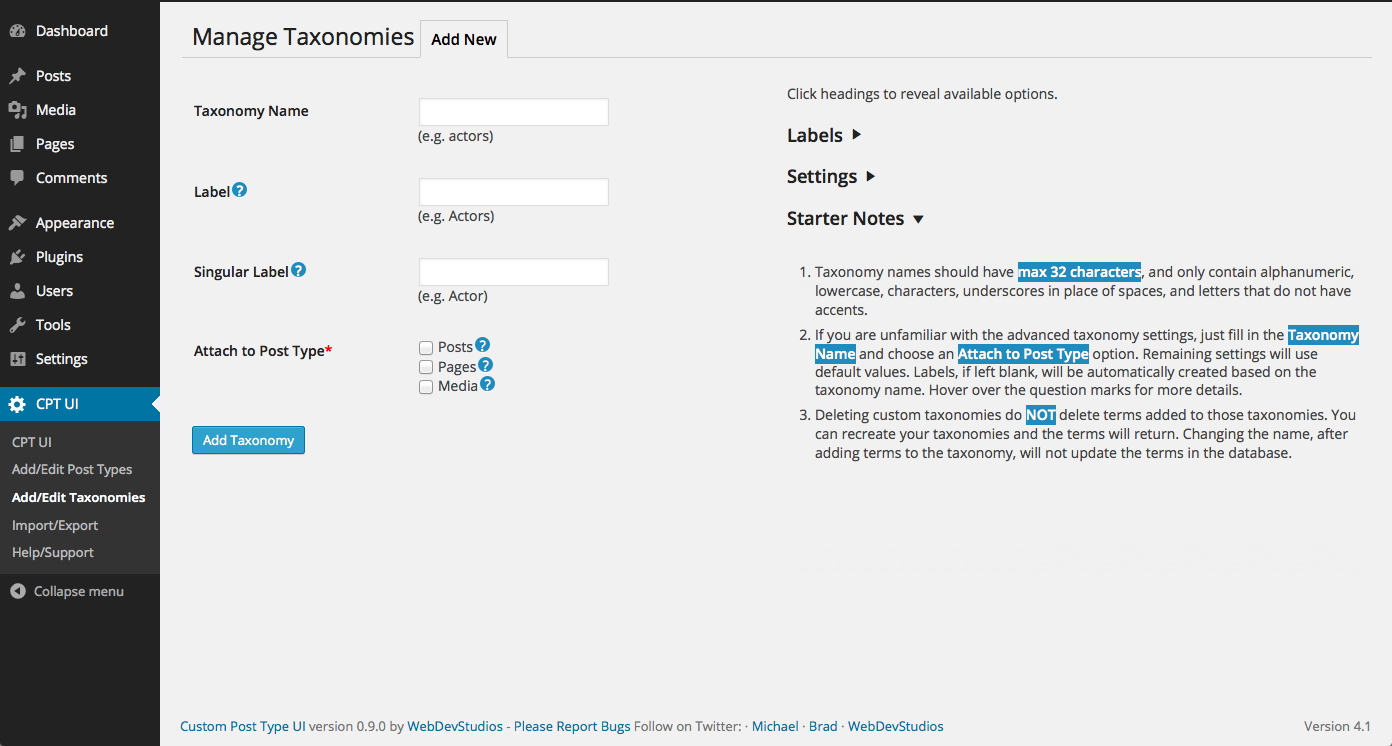 Dashboard
Posts
Media
Pages
Comments
Appearance
Plugins
Users
Tools
Settings
CPT UI
CPT UI
Add/Edit Post Types
Add/Edit Taxonomies
Import/Export
Help/Support
Collapse menu
Manage Taxonomies Add New
Taxonomy Name
(e.g. actors)
Label ?
(e.g. Actors)
Singular Label ?
(e.g. Actor)
Attach to Post Type*
Posts ?
Pages ?
Media ?
Add Taxonomy
Click headings to reveal available options.
Labels
Settings
Starter Notes
1. Taxonomy names should have max 32 characters, and only contain alphanumeric,
lowercase, characters, underscores in place of spaces, and letters that do not have
accents.
2. If you are unfamiliar with the advanced taxonomy settings, just fill in the Taxonomy
Name and choose an Attach to Post Type option. Remaining settings will use
default values. Labels, if left blank, will be automatically created based on the
taxonomy name. Hover over the question marks for more details.
3. Deleting custom taxonomies do NOT delete terms added to those taxonomies. You
can recreate your taxonomies and the terms will return. Changing the name, after
adding terms to the taxonomy, will not update the terms in the database.
Custom Post Type UI version 0.9.0 by WebDevStudios - Please Report Bugs Follow on Twitter: · Michael · Brad · WebDevStudios
Version 4.1